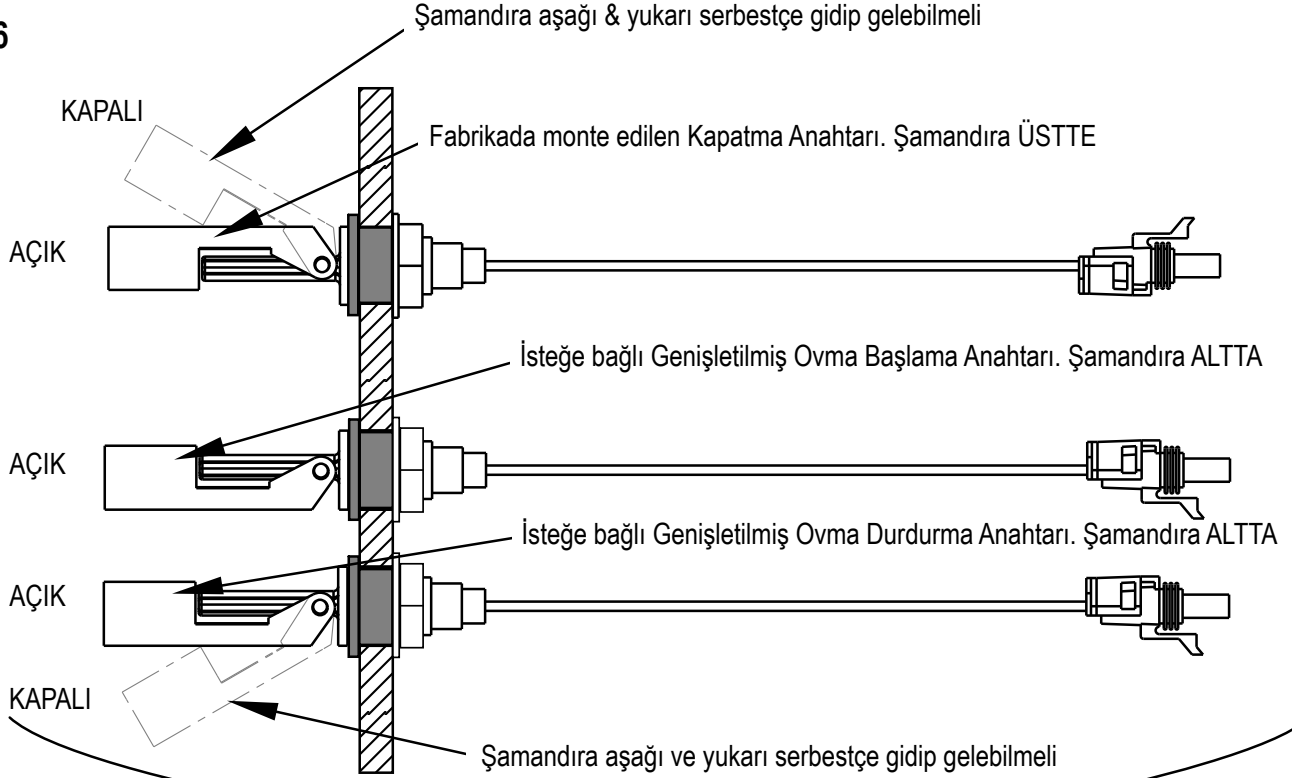 6
Şamandıra aşağı & yukarı serbestçe gidip gelebilmeli
KAPALI
Fabrikada monte edilen Kapatma Anahtarı. Şamandıra ÜSTTE
AÇIK
İsteğe bağlı Genişletilmiş Ovma Başlama Anahtarı. Şamandıra ALTTA
AÇIK
İsteğe bağlı Genişletilmiş Ovma Durdurma Anahtarı. Şamandıra ALTTA
AÇIK
KAPALI
Şamandıra aşağı ve yukarı serbestçe gidip gelebilmeli